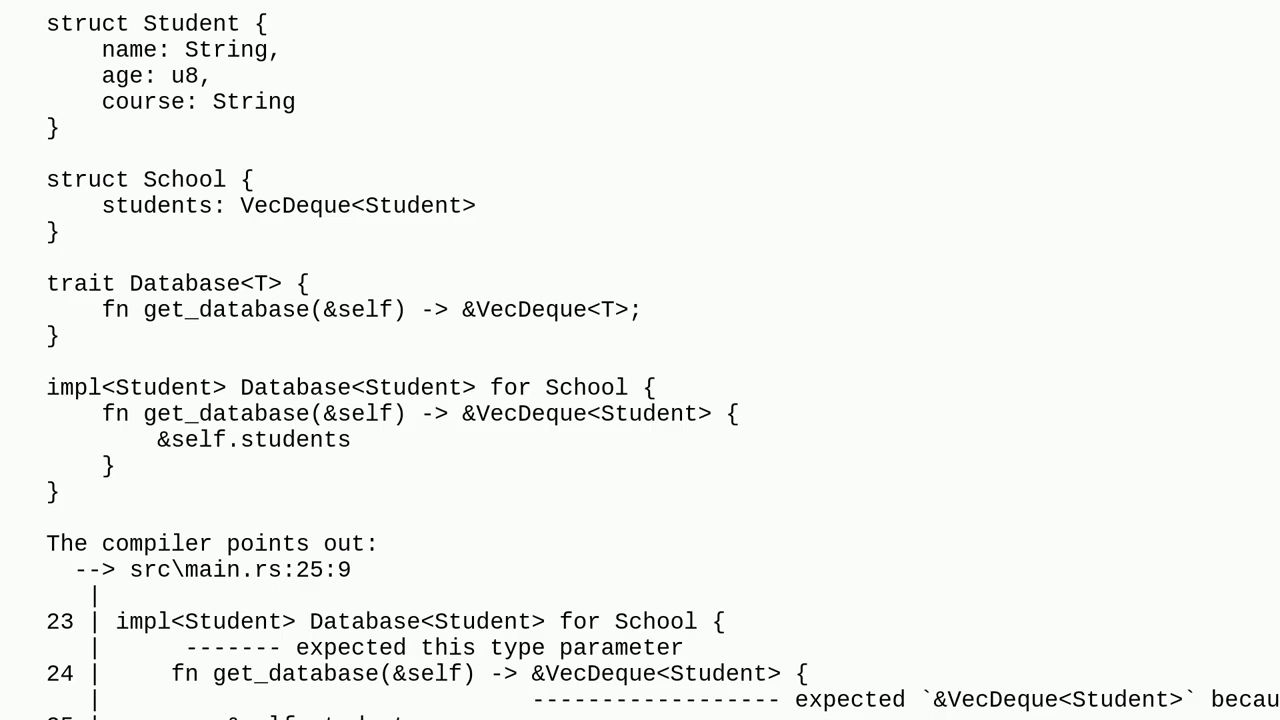 struct Student {
    name: String,
    age: u8,
    course: String
}

struct School {
    students: VecDeque<Student>
}

trait Database<T> {
    fn get_database(&self) -> &VecDeque<T>;
}

impl<Student> Database<Student> for School {
    fn get_database(&self) -> &VecDeque<Student> {
        &self.students
    }
}

The compiler points out:
  --> src\main.rs:25:9
   |
23 | impl<Student> Database<Student> for School {
   |      ------- expected this type parameter
24 |     fn get_database(&self) -> &VecDeque<Student> {
   |                               ----------------- expected `&VecDeque<Student>`